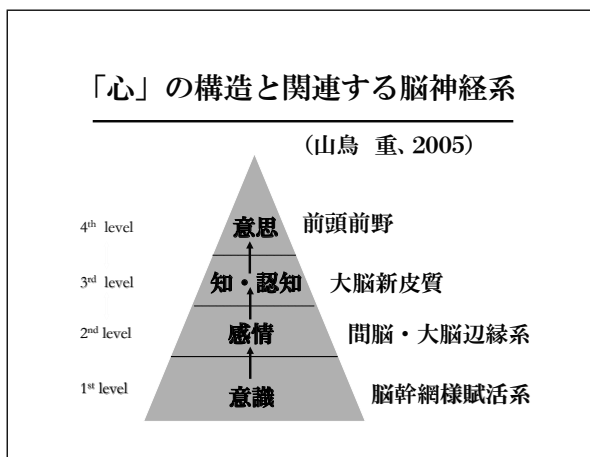 「心」の構造と関連する脳神経系
（山鳥 重、2005）
4th level 意思 前頭前野
3rd level 知・認知 大脳新皮質
2nd level 感情 間脳・大脳辺縁系
1st level 意識 脳幹網様賦活系